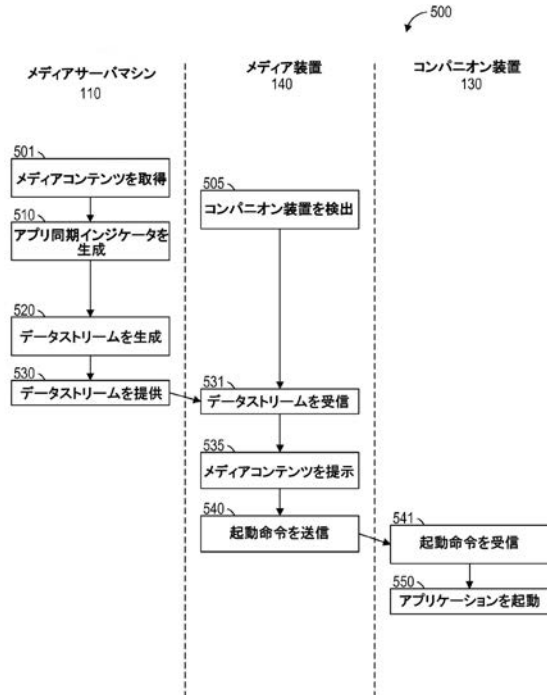 500
メディアサーバマシン
110
メディア装置
140
コンパニオン装置
130
501
メディアコンテンツを取得
505
コンパニオン装置を検出
510
アプリ同期インジケータを
生成
520
データストリームを生成
530
データストリームを提供
531
データストリームを受信
535
メディアコンテンツを提示
540
起動命令を送信
541
起動命令を受信
550
アプリケーションを起動